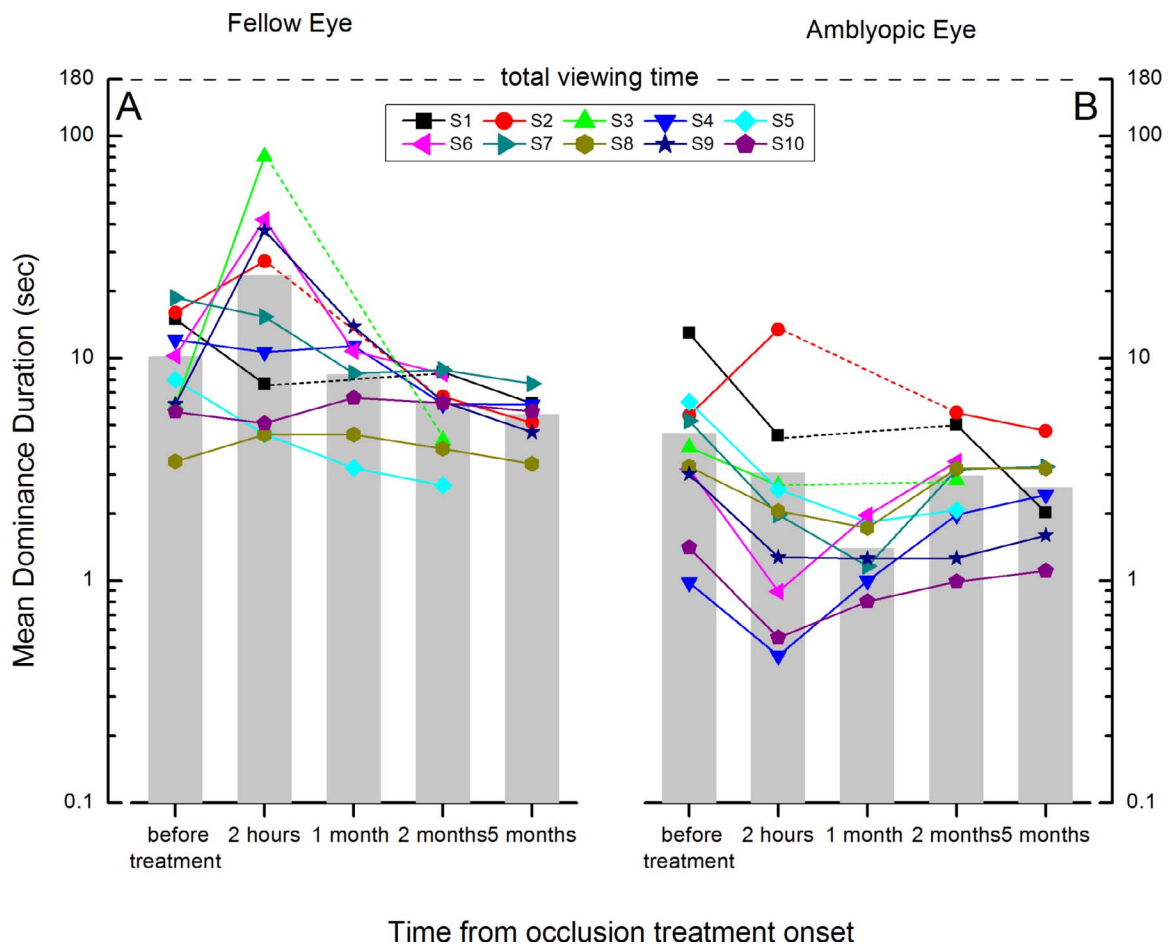 Fellow Eye
Amblyopic Eye
180
total viewing time
180
A
B
S1 S2 S3 S4 S5
S6 S7 S8 S9 S10
100
100
Mean Dominance Duration (sec)
10
10
1
1
0.1
0.1
before treatment
2 hours
1 month
2 months
5 months
before treatment
2 hours
1 month
2 months
5 months
Time from occlusion treatment onset